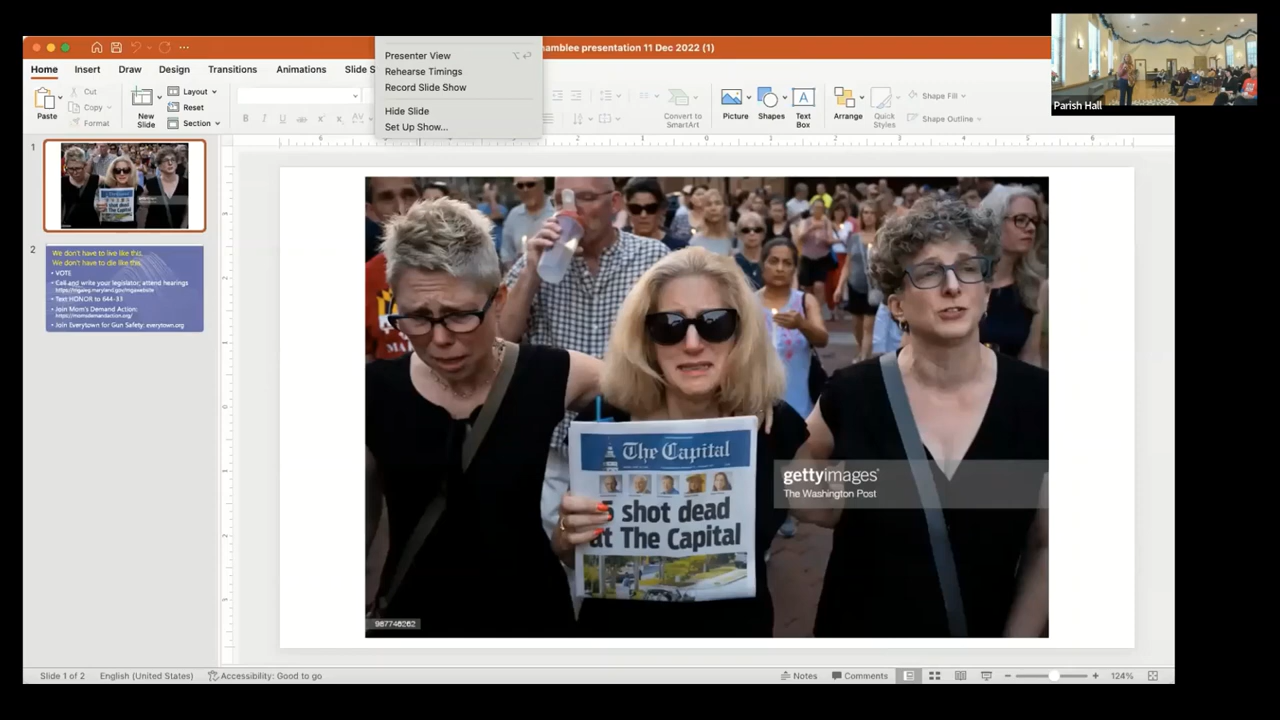 amblee presentation 11 Dec 2022 (1)
Parish Hall
Home Insert Draw Design Transitions Animations Slide S
Presenter View
Rehearse Timings
Record Slide Show
Hide Slide
Set Up Show...
Paste
Cut
Copy
Format
New Slide
Layout
Reset
Section
Convert to SmartArt
Picture
Shapes
Text Box
Arrange
Quick Styles
Shape Fill
Shape Outline
1
2
We don't have to live like this.
We don't have to die like this.
• VOTE
• Call and write your legislator; attend hearings
• Text HONOR to 644-33
• Join Mom's Demand Action:
https://momsdemandaction.org/
• Join Everytown for Gun Safety: everytown.org
The Capital
5 shot dead
at The Capital
gettyimages
The Washington Post
987746262
Slide 1 of 2 English (United States) Accessibility: Good to go
Notes Comments 124%